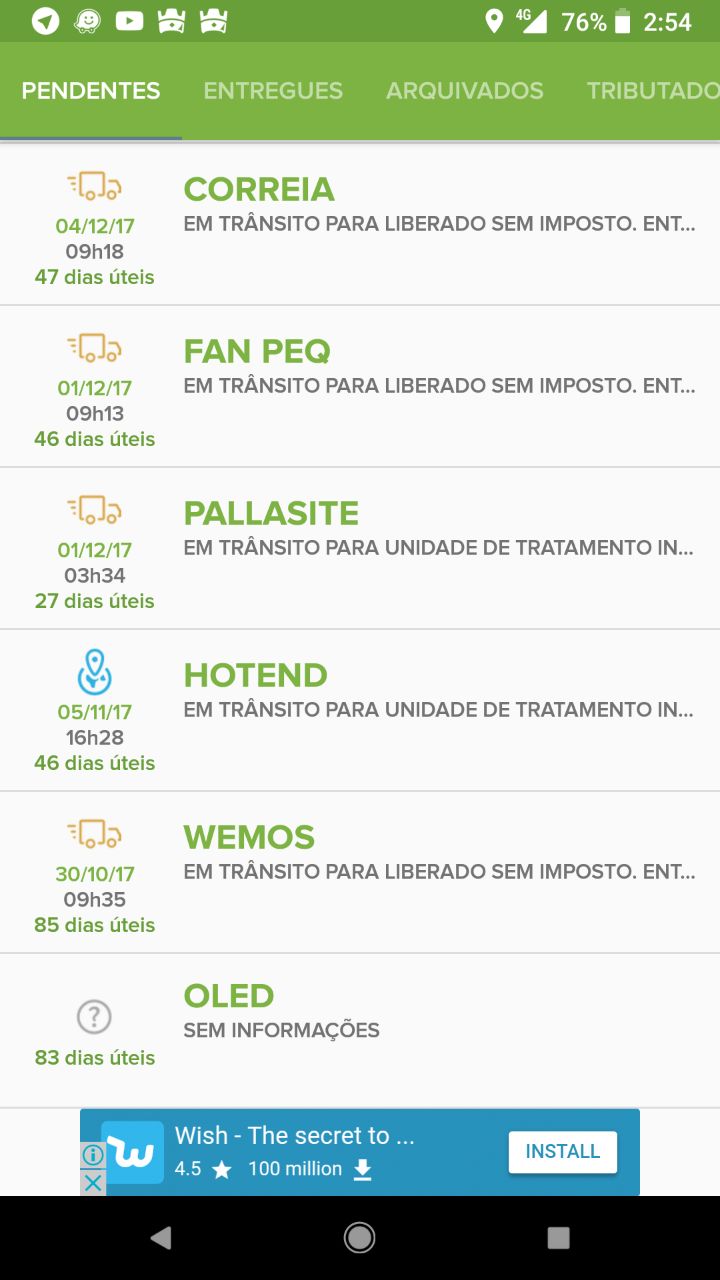 4G 76% 2:54
PENDENTES ENTREGUES ARQUIVADOS TRIBUTADO
CORREIA
EM TRÂNSITO PARA LIBERADO SEM IMPOSTO. ENT...
04/12/17
09h18
47 dias úteis
FAN PEQ
EM TRÂNSITO PARA LIBERADO SEM IMPOSTO. ENT...
01/12/17
09h13
46 dias úteis
PALLASITE
EM TRÂNSITO PARA UNIDADE DE TRATAMENTO IN...
01/12/17
03h34
27 dias úteis
HOTEND
EM TRÂNSITO PARA UNIDADE DE TRATAMENTO IN...
05/11/17
16h28
46 dias úteis
WEMOS
EM TRÂNSITO PARA LIBERADO SEM IMPOSTO. ENT...
30/10/17
09h35
85 dias úteis
OLED
SEM INFORMAÇÕES
83 dias úteis
Wish - The secret to ...
4.5 ★ 100 million
INSTALL